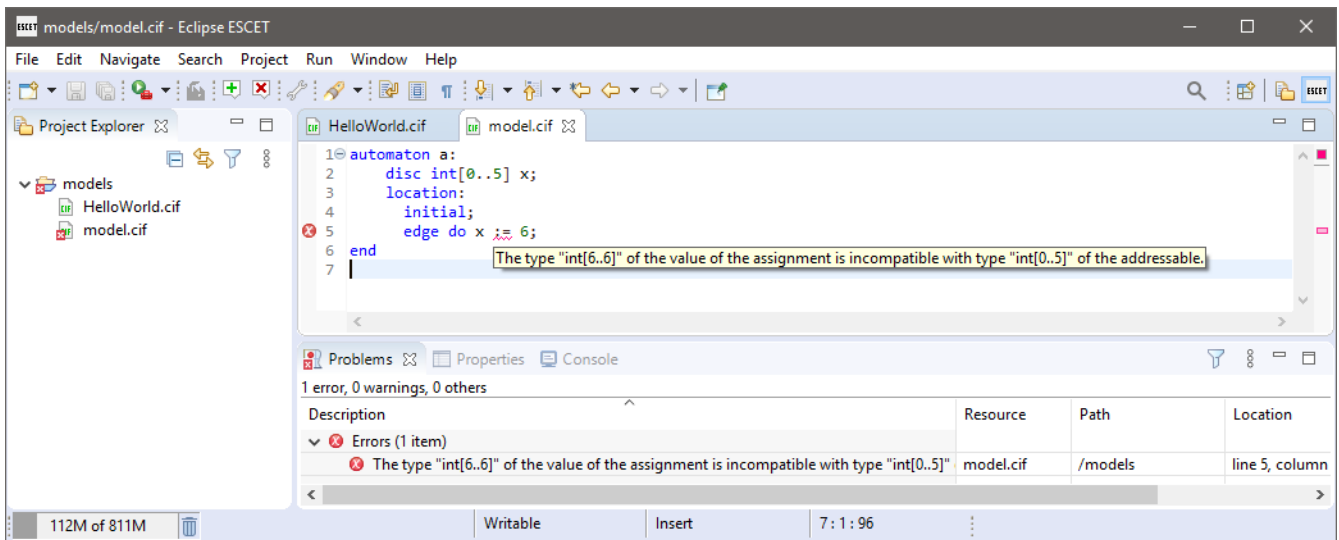 ESCET models/model.cif - Eclipse ESCET
File Edit Navigate Search Project Run Window Help
ESCET
Project Explorer
models
HelloWorld.cif
model.cif
HelloWorld.cif model.cif
1 automaton a:
2 disc int[0..5] x;
3 location:
4 initial;
5 edge do x := 6;
6 end
7
The type "int[6..6]" of the value of the assignment is incompatible with type "int[0..5]" of the addressable.
Problems Properties Console
1 error, 0 warnings, 0 others
Description Resource Path Location
Errors (1 item)
The type "int[6..6]" of the value of the assignment is incompatible with type "int[0..5]" model.cif /models line 5, column
112M of 811M Writable Insert 7 : 1 : 96